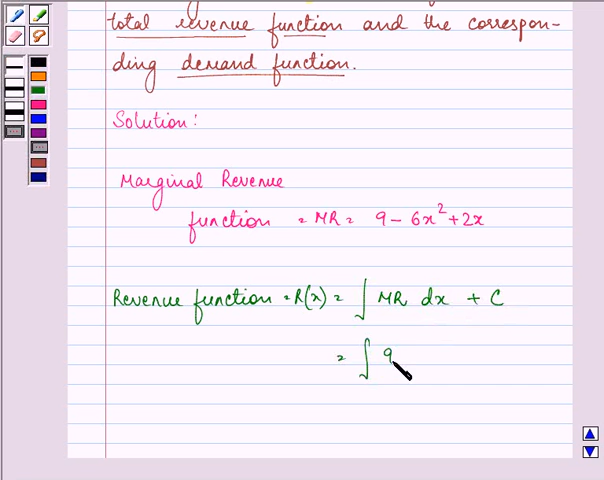 total revenue function and the correspon-
ding demand function.
Solution:
Marginal Revenue
function = MR = 9 - 6x² + 2x
Revenue function = R(x) = ∫ MR dx + C
= ∫ 9